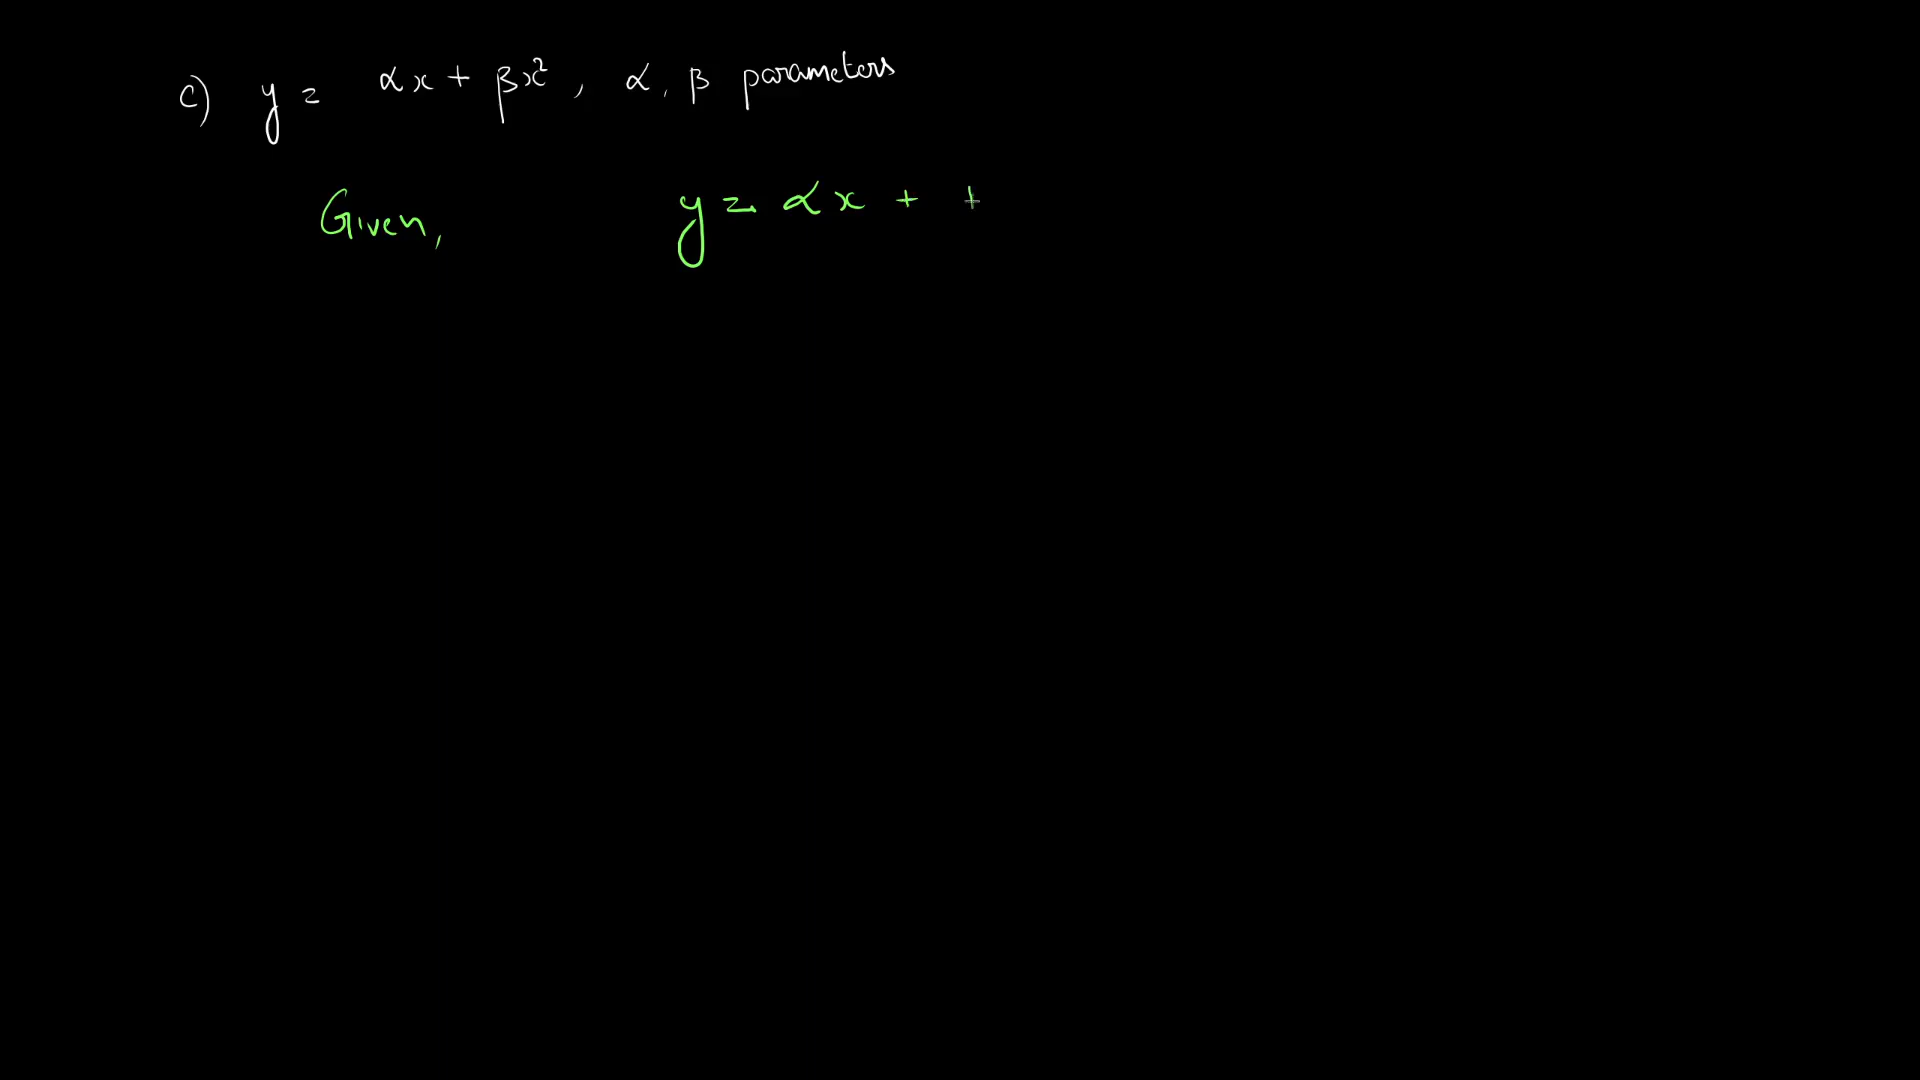 c) y = αx + βx², α, β parameters
Given, y = αx + +